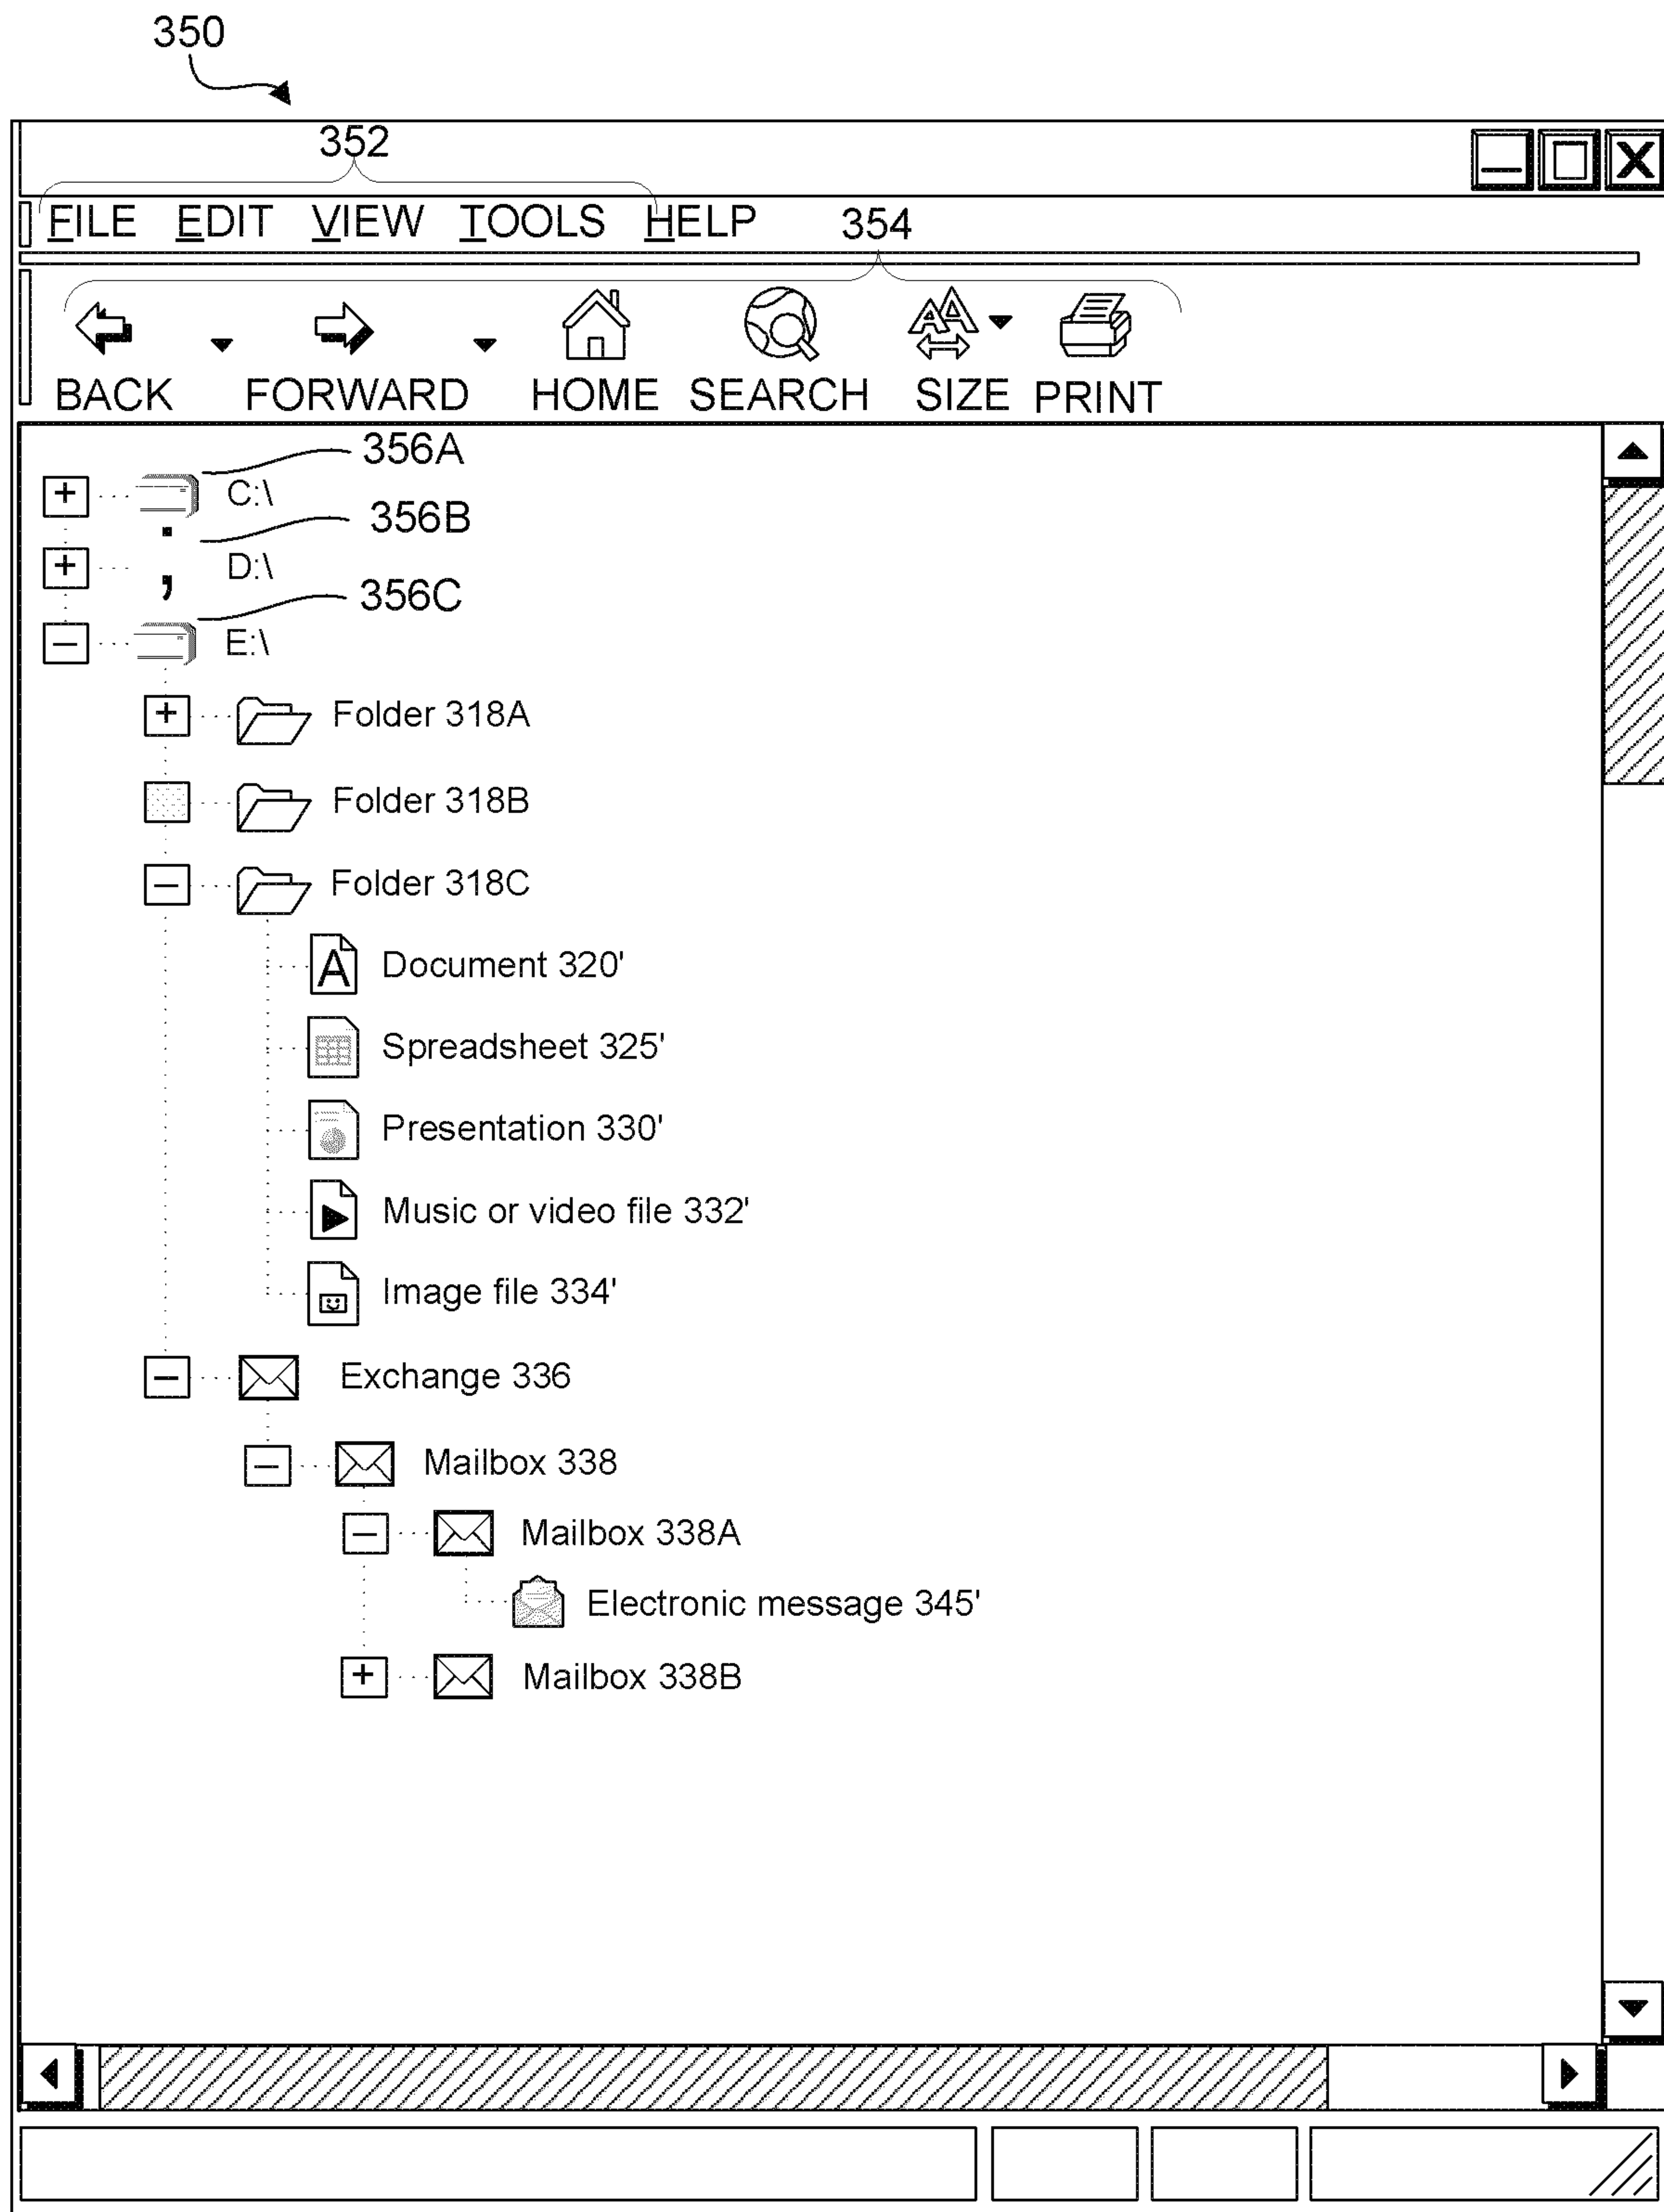 350
352
FILE EDIT VIEW TOOLS HELP 354
BACK FORWARD HOME SEARCH SIZE PRINT
356A
C:\
356B
D:\
356C
E:\
Folder 318A
Folder 318B
Folder 318C
Document 320'
Spreadsheet 325'
Presentation 330'
Music or video file 332'
Image file 334'
Exchange 336
Mailbox 338
Mailbox 338A
Electronic message 345'
Mailbox 338B